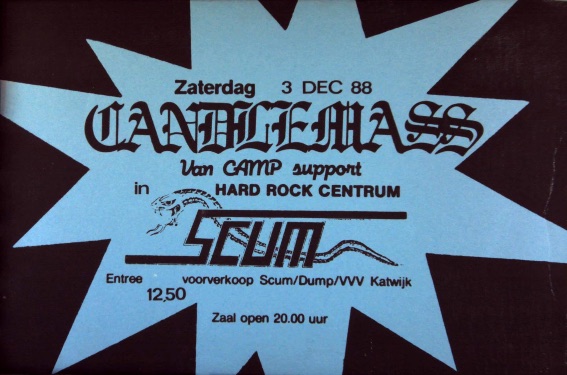 Zaterdag 3 DEC 88
CANDLEMASS
Van CAMP support
in HARD ROCK CENTRUM
SCUM
Entree voorverkoop Scum/Dump/VVV Katwijk
12,50
Zaal open 20.00 uur